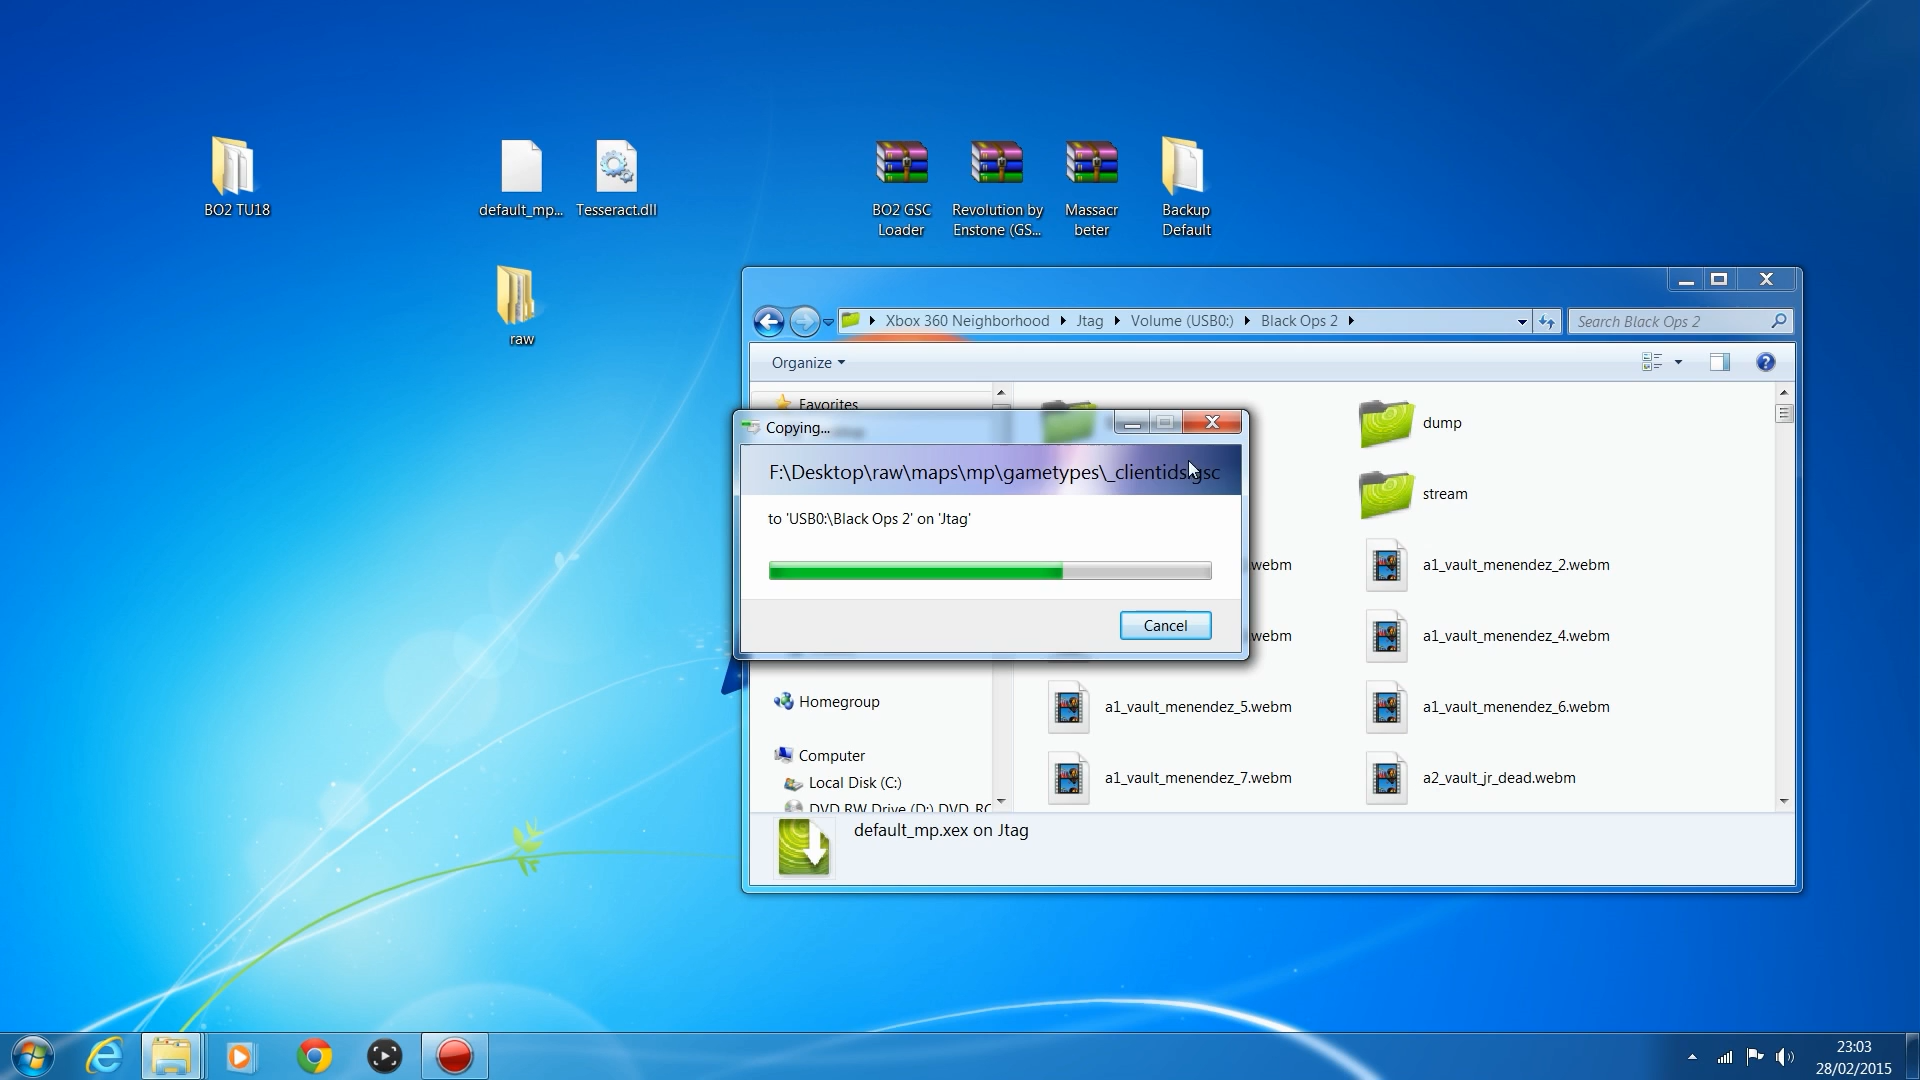 BO2 TU18
default_mp...
Tesseract.dll
BO2 GSC
Loader
Revolution by
Enstone (GS...
Massacr
beter
Backup
Default
raw
Xbox 360 Neighborhood
Jtag
Volume (USB0:)
Black Ops 2
Search Black Ops 2
Organize
Favorites
dump
Copying...
F:\Desktop\raw\maps\mp\gametypes\_clientids.gsc
to 'USB0:\Black Ops 2' on 'Jtag'
Cancel
stream
.webm
a1_vault_menendez_2.webm
.webm
a1_vault_menendez_4.webm
Homegroup
a1_vault_menendez_5.webm
a1_vault_menendez_6.webm
Computer
Local Disk (C:)
DVD RW Drive (D:) DVD_RO
a1_vault_menendez_7.webm
a2_vault_jr_dead.webm
default_mp.xex on Jtag
23:03
28/02/2015